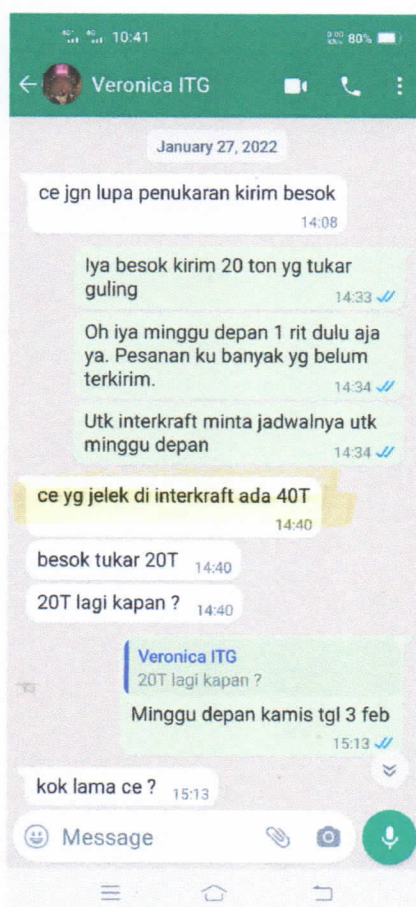 10:41
80%
Veronica ITG
January 27, 2022
ce jgn lupa penukaran kirim besok
14:08
Iya besok kirim 20 ton yg tukar
guling
14:33
Oh iya minggu depan 1 rit dulu aja
ya. Pesanan ku banyak yg belum
terkirim.
14:34
Utk interkraft minta jadwalnya utk
minggu depan
14:34
ce yg jelek di interkraft ada 40T
14:40
besok tukar 20T 14:40
20T lagi kapan ? 14:40
Veronica ITG
20T lagi kapan ?
Minggu depan kamis tgl 3 feb
15:13
kok lama ce ? 15:13
Message